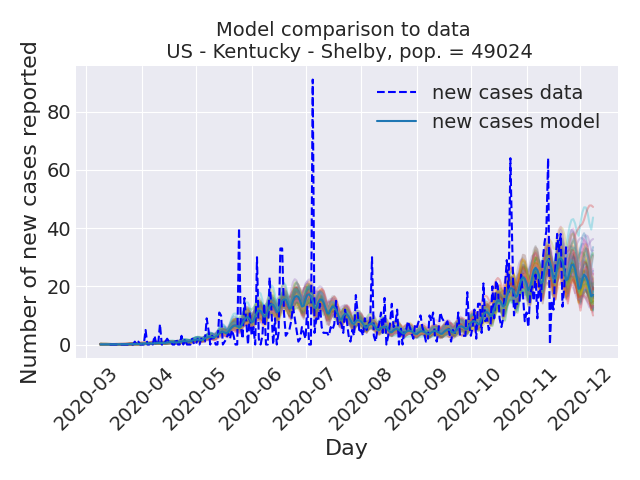 Model comparison to data
US - Kentucky - Shelby, pop. = 49024
Number of new cases reported
80
60
40
20
0
new cases data
new cases model
2020-03
2020-04
2020-05
2020-06
2020-07
2020-08
2020-09
2020-10
2020-11
2020-12
Day